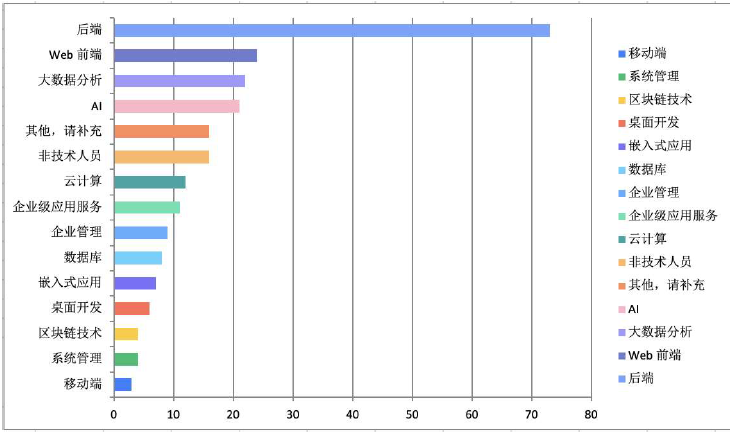 后端
Web 前端
大数据分析
AI
其他，请补充
非技术人员
云计算
企业级应用服务
企业管理
数据库
嵌入式应用
桌面开发
区块链技术
系统管理
移动端
0 10 20 30 40 50 60 70 80
移动端
系统管理
区块链技术
桌面开发
嵌入式应用
数据库
企业管理
企业级应用服务
云计算
非技术人员
其他，请补充
AI
大数据分析
Web 前端
后端